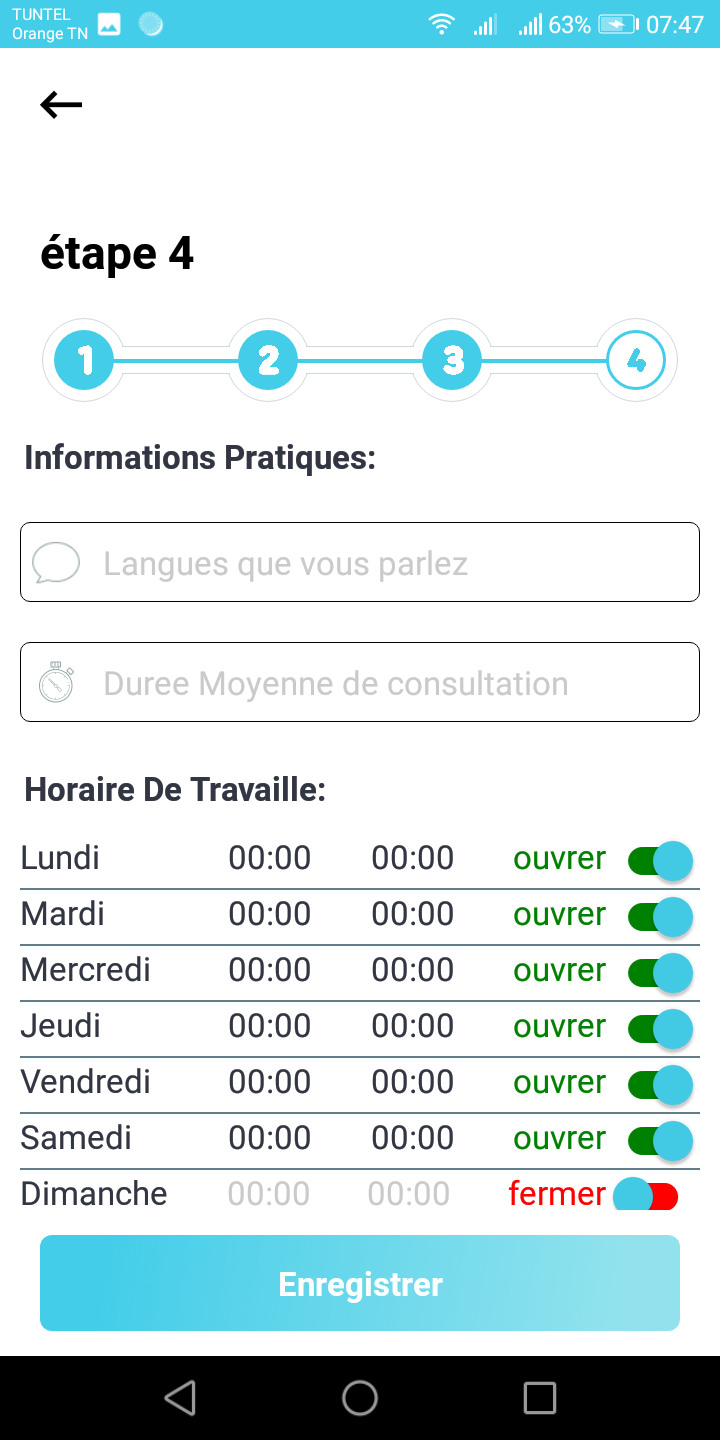 TUNTEL
Orange TN
63% 07:47
étape 4
1 2 3 4
Informations Pratiques:
Langues que vous parlez
Duree Moyenne de consultation
Horaire De Travaille:
Lundi 00:00 00:00 ouvrer
Mardi 00:00 00:00 ouvrer
Mercredi 00:00 00:00 ouvrer
Jeudi 00:00 00:00 ouvrer
Vendredi 00:00 00:00 ouvrer
Samedi 00:00 00:00 ouvrer
Dimanche 00:00 00:00 fermer
Enregistrer